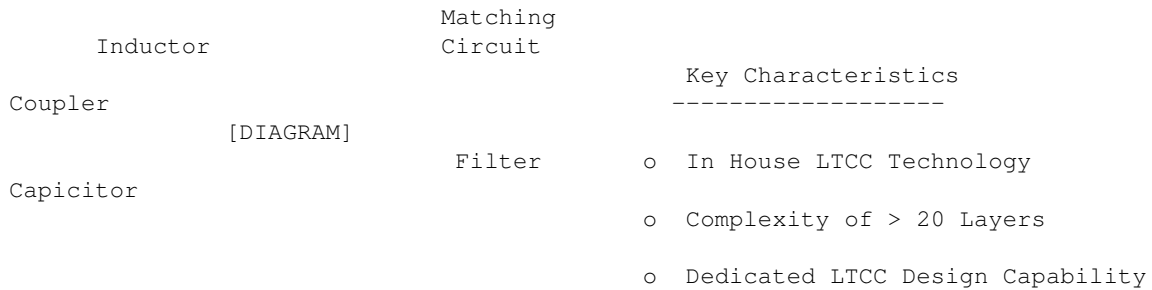 Matching
Inductor Circuit
Key Characteristics
Coupler -------------------
[DIAGRAM]
Filter o In House LTCC Technology
Capicitor
o Complexity of > 20 Layers
o Dedicated LTCC Design Capability